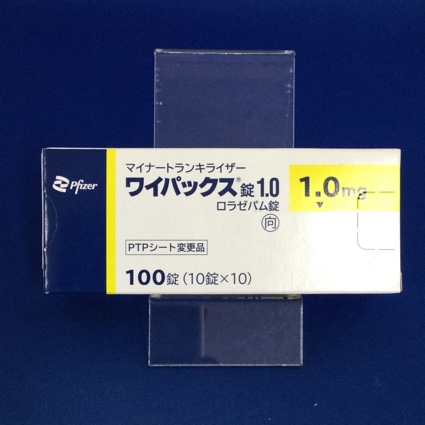 Pfizer
マイナートランキライザー
ワイパックス®錠1.0
1.0mg
ロラゼパム錠
向
PTPシート変更品
100錠(10錠×10)